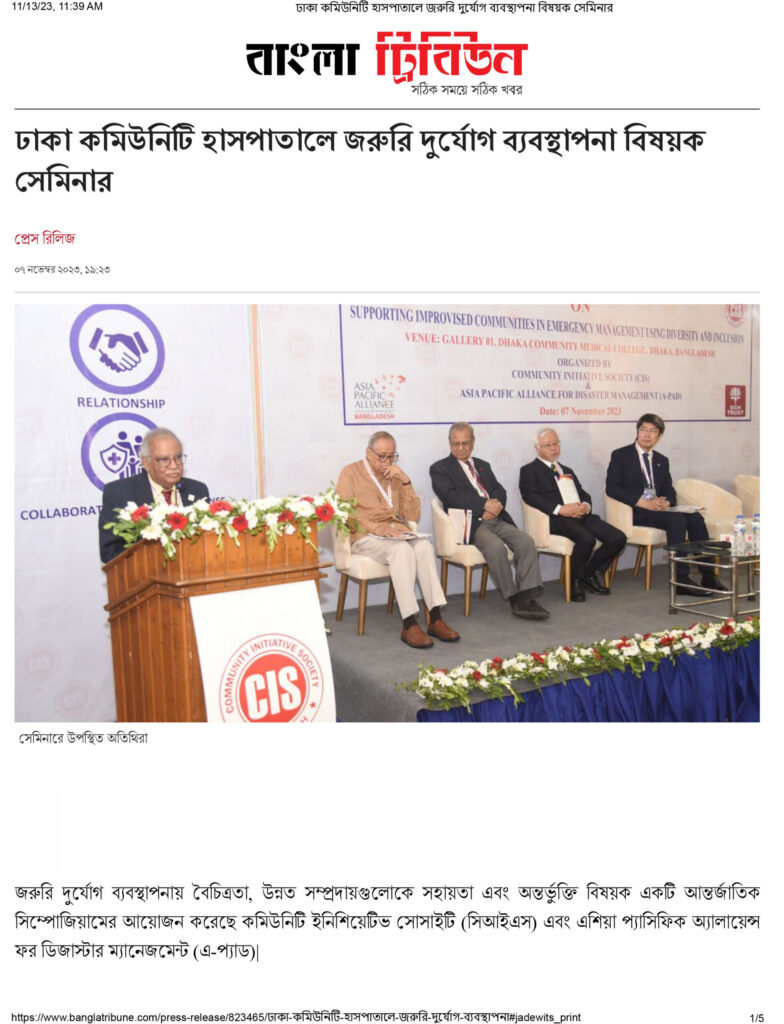 11/13/23, 11:39 AM
ঢাকা কমিউনিটি হাসপাতালে জরুরি দুর্যোগ ব্যবস্থাপনা বিষয়ক সেমিনার
বাংলা ট্রিবিউন
সঠিক সময়ে সঠিক খবর
ঢাকা কমিউনিটি হাসপাতালে জরুরি দুর্যোগ ব্যবস্থাপনা বিষয়ক
সেমিনার
প্রেস রিলিজ
০৭ নভেম্বর ২০২৩, ১৯:২৩
ON
SUPPORTING IMPROVISED COMMUNITIES IN EMERGENCY MANAGEMENT USING DIVERSITY AND INCLUSION
VENUE: GALLERY 01, DHAKA COMMUNITY MEDICAL COLLEGE, DHAKA, BANGLADESH
ORGANIZED BY
COMMUNITY INITIATIVE SOCIETY (CIS)
&
ASIA PACIFIC ALLIANCE FOR DISASTER MANAGEMENT (A-PAD)
Date: 07 November 2023
CIS
ASIA
PACIFIC
ALLIANCE
BANGLADESH
DCH
TRUST
RELATIONSHIP
COLLABORAT
COMMUNITY INITIATIVE SOCIETY
CIS
সেমিনারে উপস্থিত অতিথিরা
জরুরি দুর্যোগ ব্যবস্থাপনায় বৈচিত্রতা, উন্নত সম্প্রদায়গুলোকে সহায়তা এবং অন্তর্ভুক্তি বিষয়ক একটি আন্তর্জাতিক
সিম্পোজিয়ামের আয়োজন করেছে কমিউনিটি ইনিশিয়েটিভ সোসাইটি (সিআইএস) এবং এশিয়া প্যাসিফিক অ্যালায়েন্স
ফর ডিজাস্টার ম্যানেজমেন্ট (এ-প্যাড)|
https://www.banglatribune.com/press-release/823465/ঢাকা-কমিউনিটি-হাসপাতালে-জরুরি-দুর্যোগ-ব্যবস্থাপনা#jadewits_print
1/5